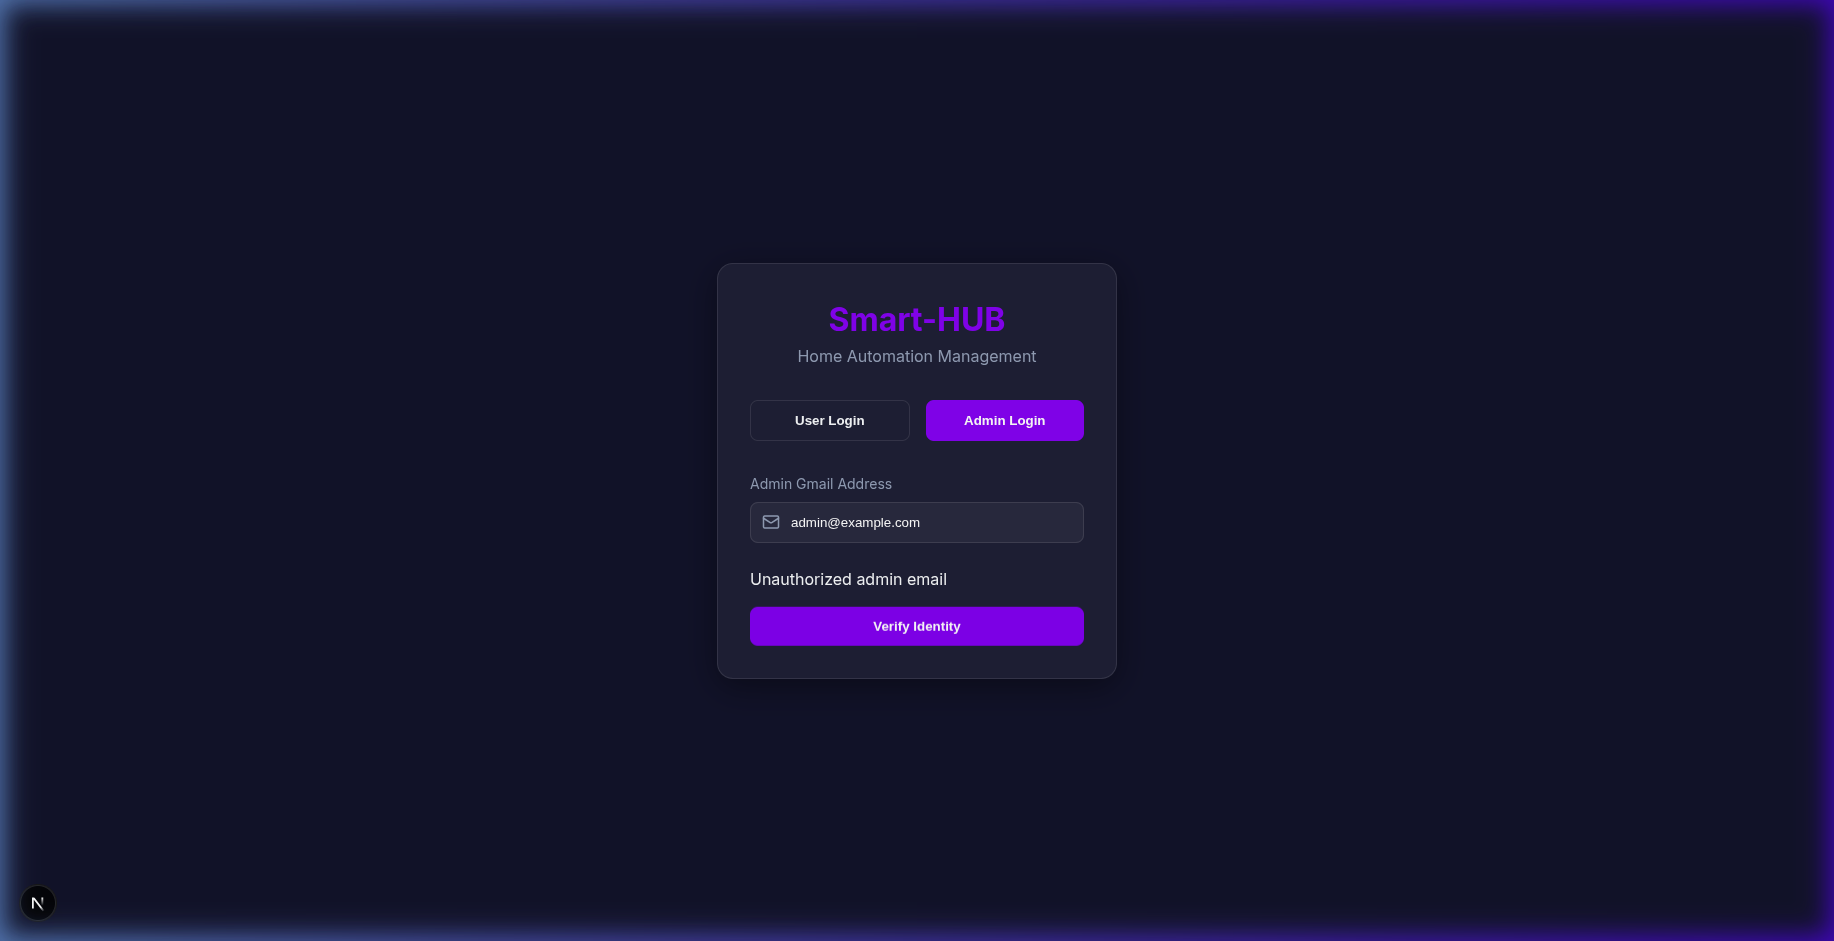 Smart-HUB
Home Automation Management
User Login
Admin Login
Admin Gmail Address
admin@example.com
Unauthorized admin email
Verify Identity
N